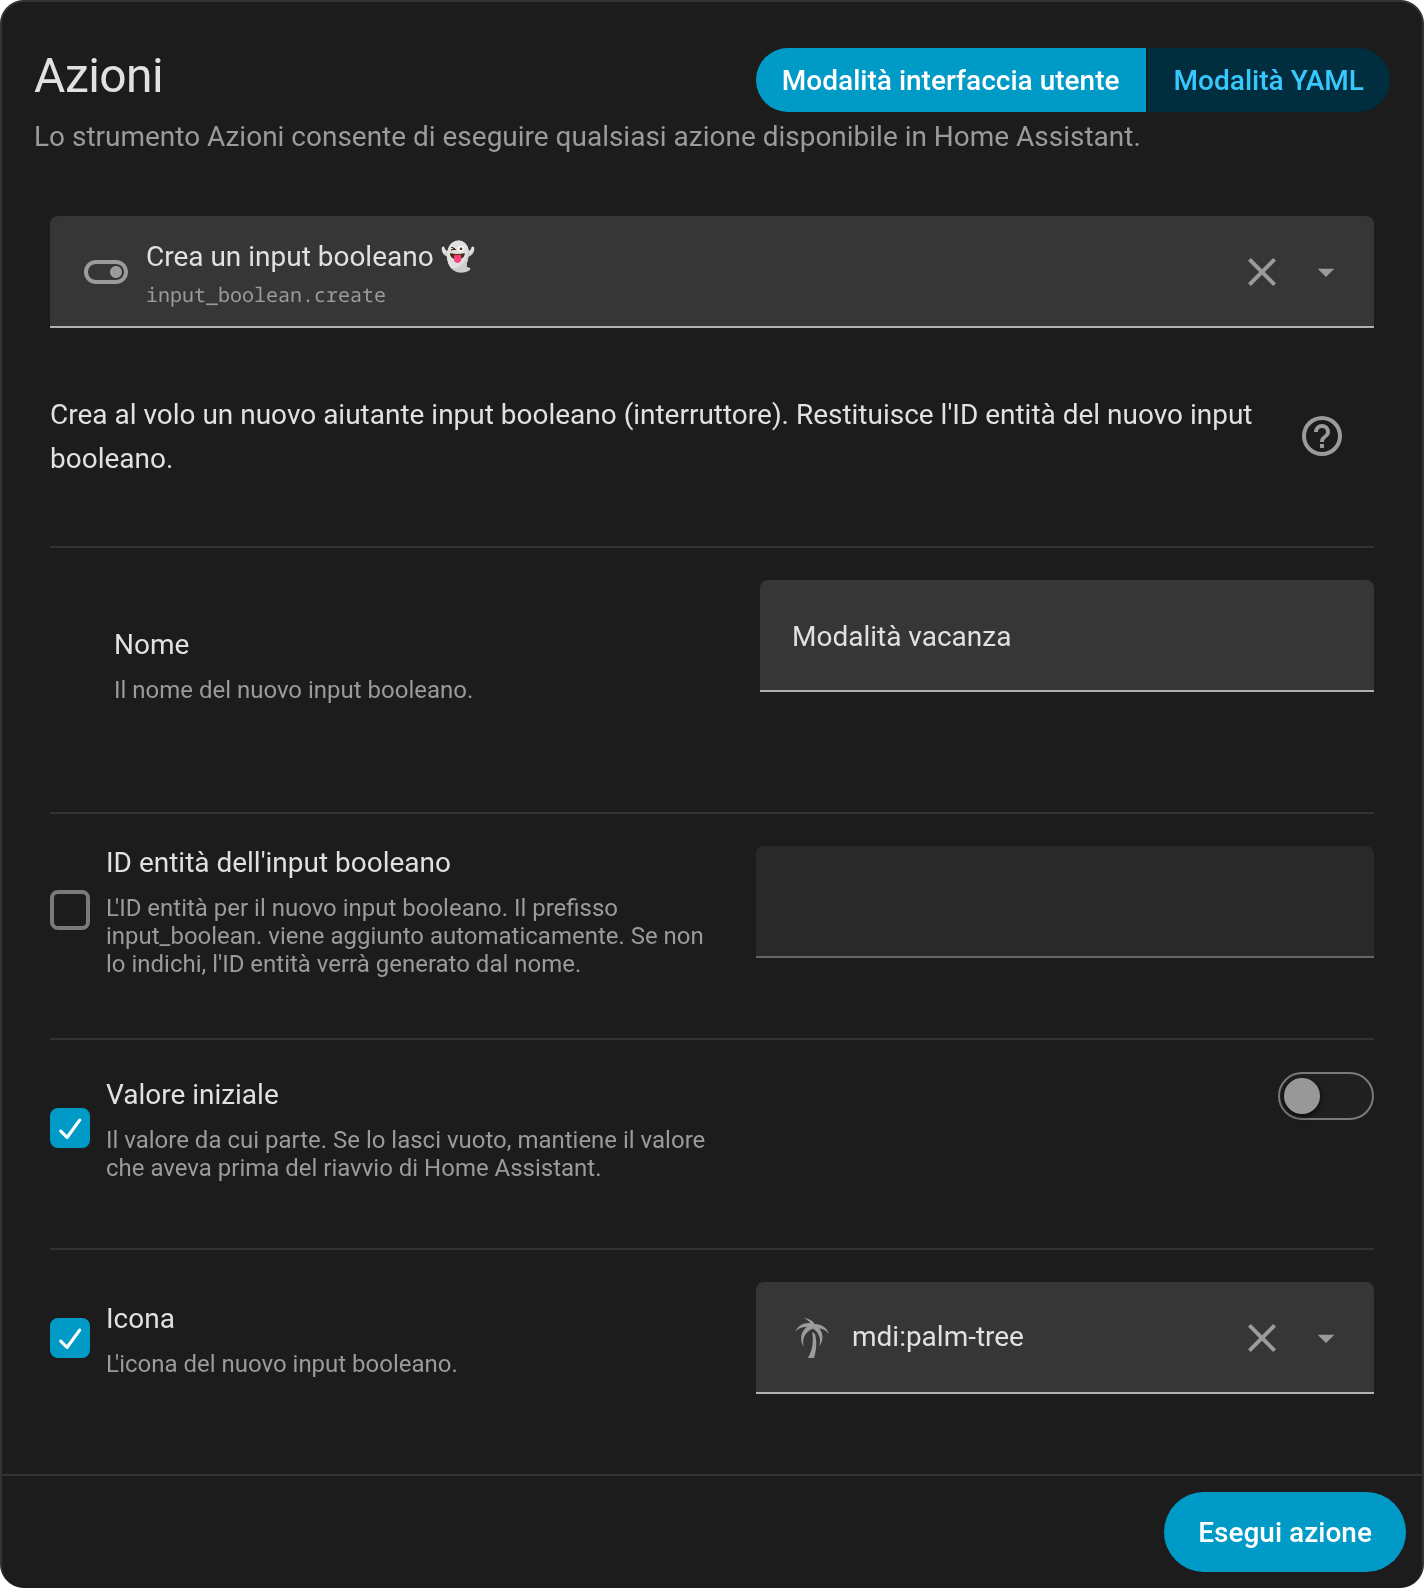 Azioni
Modalità interfaccia utente
Modalità YAML
Lo strumento Azioni consente di eseguire qualsiasi azione disponibile in Home Assistant.
Crea un input booleano 👻
input_boolean.create
Crea al volo un nuovo aiutante input booleano (interruttore). Restituisce l'ID entità del nuovo input
booleano.
Nome
Il nome del nuovo input booleano.
Modalità vacanza
ID entità dell'input booleano
L'ID entità per il nuovo input booleano. Il prefisso
input_boolean. viene aggiunto automaticamente. Se non
lo indichi, l'ID entità verrà generato dal nome.
Valore iniziale
Il valore da cui parte. Se lo lasci vuoto, mantiene il valore
che aveva prima del riavvio di Home Assistant.
Icona
L'icona del nuovo input booleano.
mdi:palm-tree
Esegui azione